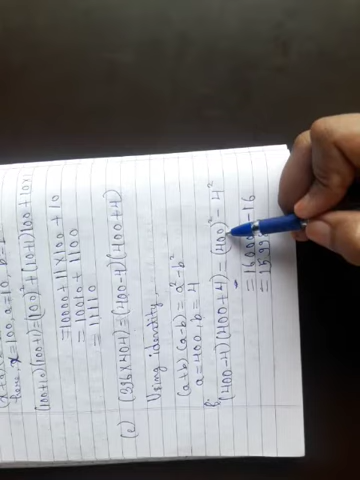 here, x = 100, a = 10, b = 1
(100+10)(100+1) = (100)² + (10+1)100 + 10×1
= 10000 + 11×100 + 10
= 10010 + 1100
= 11110
(e) (396×404) = (400-4)(400+4)
Using identity,
(a+b)(a-b) = a²-b²
a = 400, b = 4
(400-4)(400+4) = (400)² - 4²
- 16